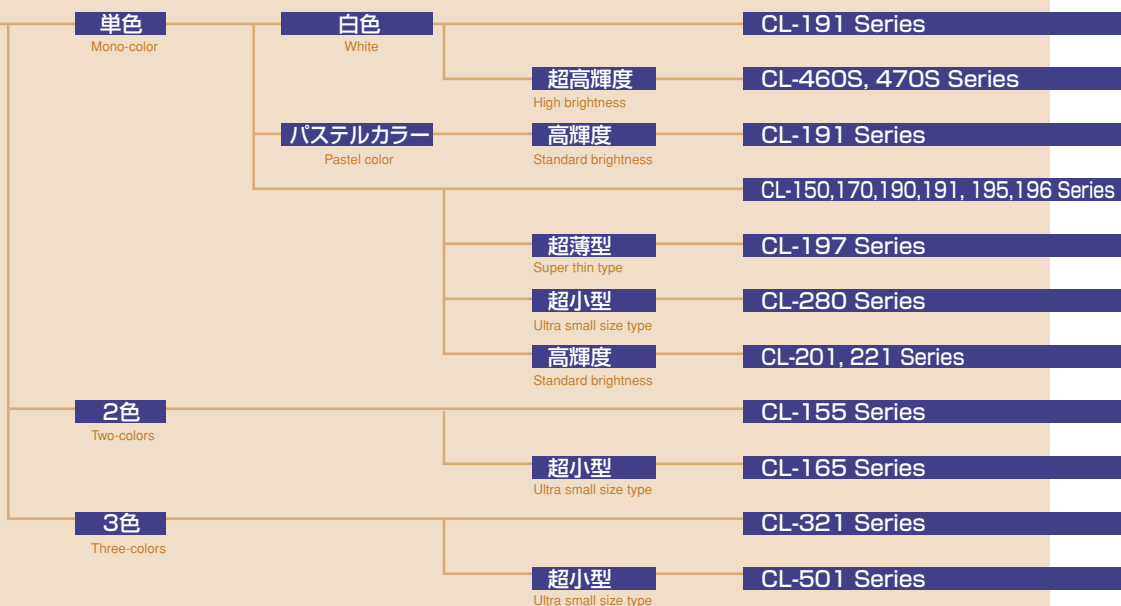 単色
Mono-color
白色
White
CL-191 Series
超高輝度
High brightness
CL-460S, 470S Series
パステルカラー
Pastel color
高輝度
Standard brightness
CL-191 Series
CL-150,170,190,191, 195,196 Series
超薄型
Super thin type
CL-197 Series
超小型
Ultra small size type
CL-280 Series
高輝度
Standard brightness
CL-201, 221 Series
2色
Two-colors
CL-155 Series
超小型
Ultra small size type
CL-165 Series
3色
Three-colors
CL-321 Series
超小型
Ultra small size type
CL-501 Series